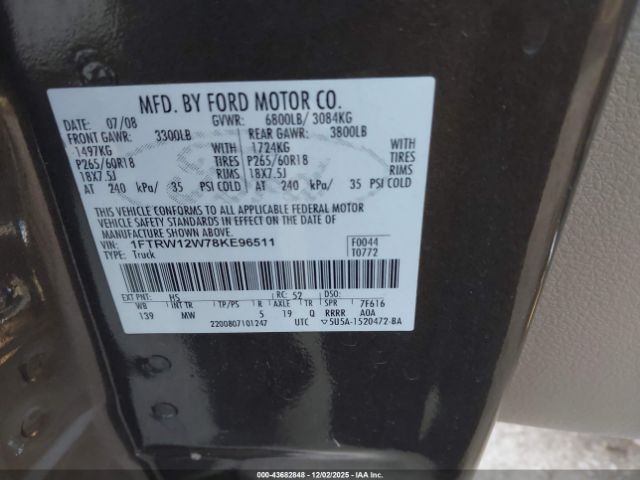 MFD. BY FORD MOTOR CO.
DATE: 07/08 GVWR: 6800LB/ 3084KG
FRONT GAWR: 3300LB REAR GAWR: 3800LB
1497KG WITH 1724KG WITH
P265/60R18 TIRES P265/60R18 TIRES
18X7.5J RIMS 18X7.5J RIMS
AT 240 kPa/ 35 PSI COLD AT 240 kPa/ 35 PSI COLD
THIS VEHICLE CONFORMS TO ALL APPLICABLE FEDERAL MOTOR
VEHICLE SAFETY STANDARDS IN EFFECT ON THE DATE OF
MANUFACTURE SHOWN ABOVE.
VIN: 1FTRW12W78KE96511 F0044
TYPE: Truck T0772
EXT PNT: HS RC: 52 DSO:
WB INT TR TP/PS R AXLE TR SPR 7F616
139 MW 5 19 Q RRRR A0A
2200807101247 UTC ▽5U5A-1520472-BA
000-43682848 - 12/02/2025 - IAAI.COM